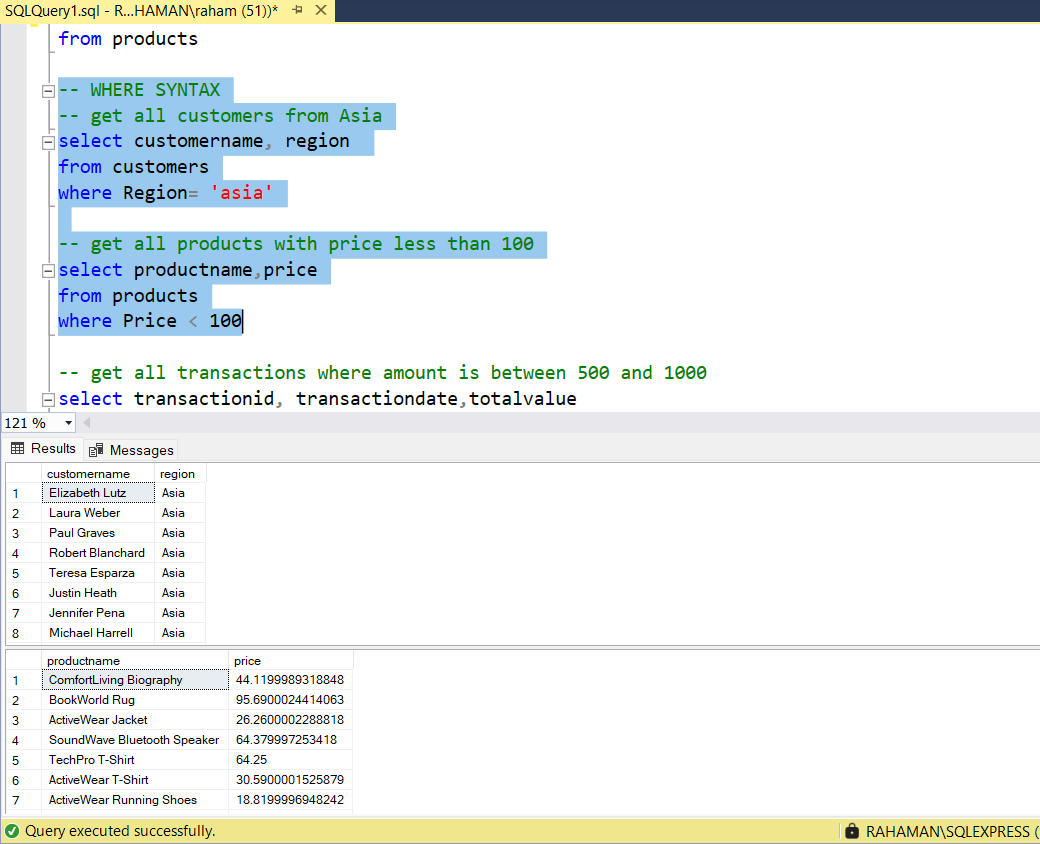 SQLQuery1.sql - R...HAMAN\raham (51))*
from products
-- WHERE SYNTAX
-- get all customers from Asia
select customername, region
from customers
where Region= 'asia'
-- get all products with price less than 100
select productname,price
from products
where Price < 100
-- get all transactions where amount is between 500 and 1000
select transactionid, transactiondate,totalvalue
121 %
Results Messages
customername region
1 Elizabeth Lutz Asia
2 Laura Weber Asia
3 Paul Graves Asia
4 Robert Blanchard Asia
5 Teresa Esparza Asia
6 Justin Heath Asia
7 Jennifer Pena Asia
8 Michael Harrell Asia
productname price
1 ComfortLiving Biography 44.1199989318848
2 BookWorld Rug 95.6900024414063
3 ActiveWear Jacket 26.2600002288818
4 SoundWave Bluetooth Speaker 64.379997253418
5 TechPro T-Shirt 64.25
6 ActiveWear T-Shirt 30.5900001525879
7 ActiveWear Running Shoes 18.8199996948242
Query executed successfully. RAHAMAN\SQLEXPRESS (